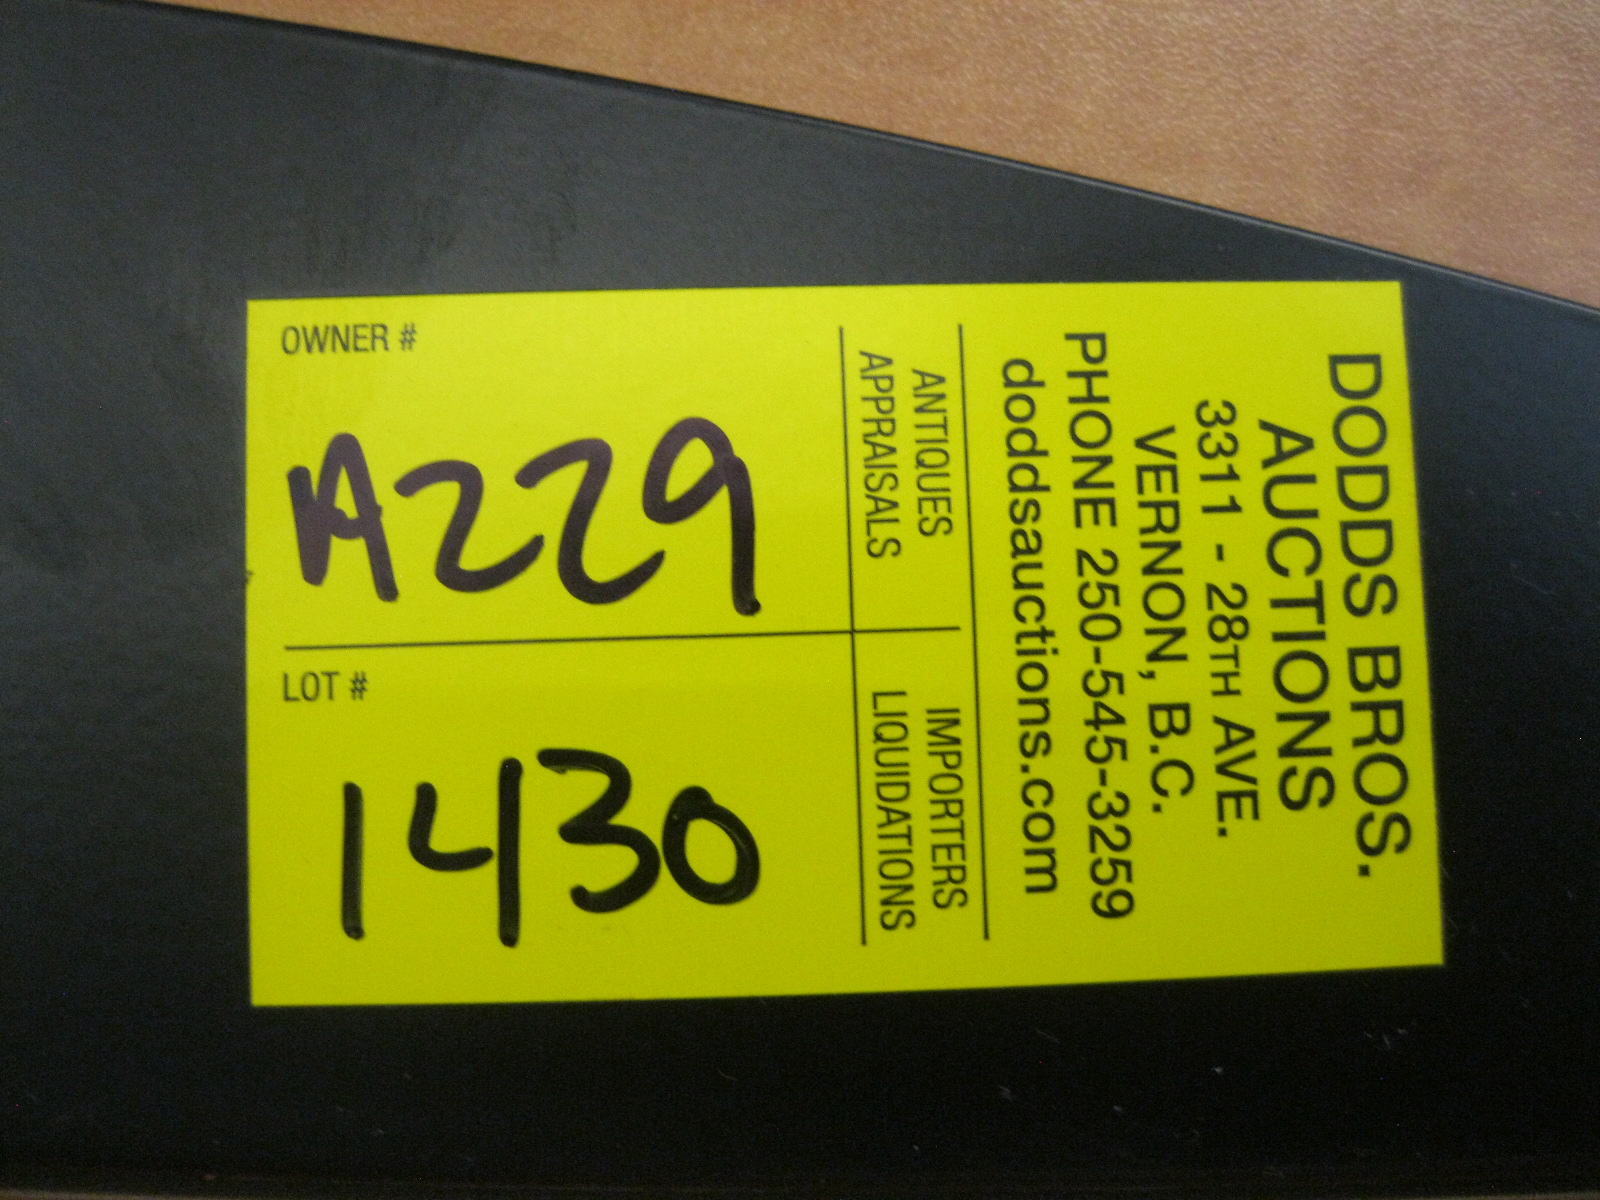 OWNER #
A229
LOT #
1430
ANTIQUES
APPRAISALS
IMPORTERS
LIQUIDATIONS
DODDS BROS.
AUCTIONS
3311 - 28TH AVE.
VERNON, B.C.
PHONE 250-545-3259
doddsauctions.com